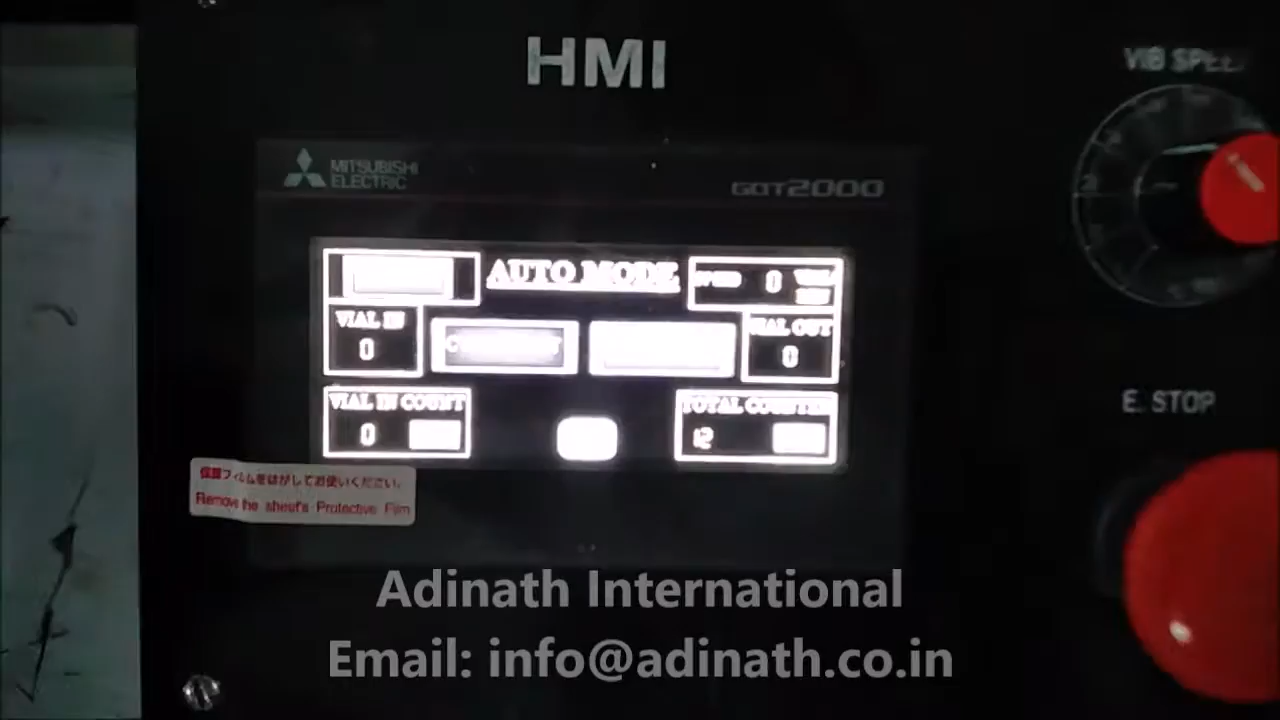 HMI
VIB SPEED
MITSUBISHI
ELECTRIC
GOT2000
AUTO MODE
0
VIAL IN
0
VIAL OUT
0
VIAL IN COUNT
0
TOTAL COUNTER
12
E. STOP
保護フィルムをはがしてお使いください。
Remove the sheet's Protective Film
Adinath International
Email: info@adinath.co.in